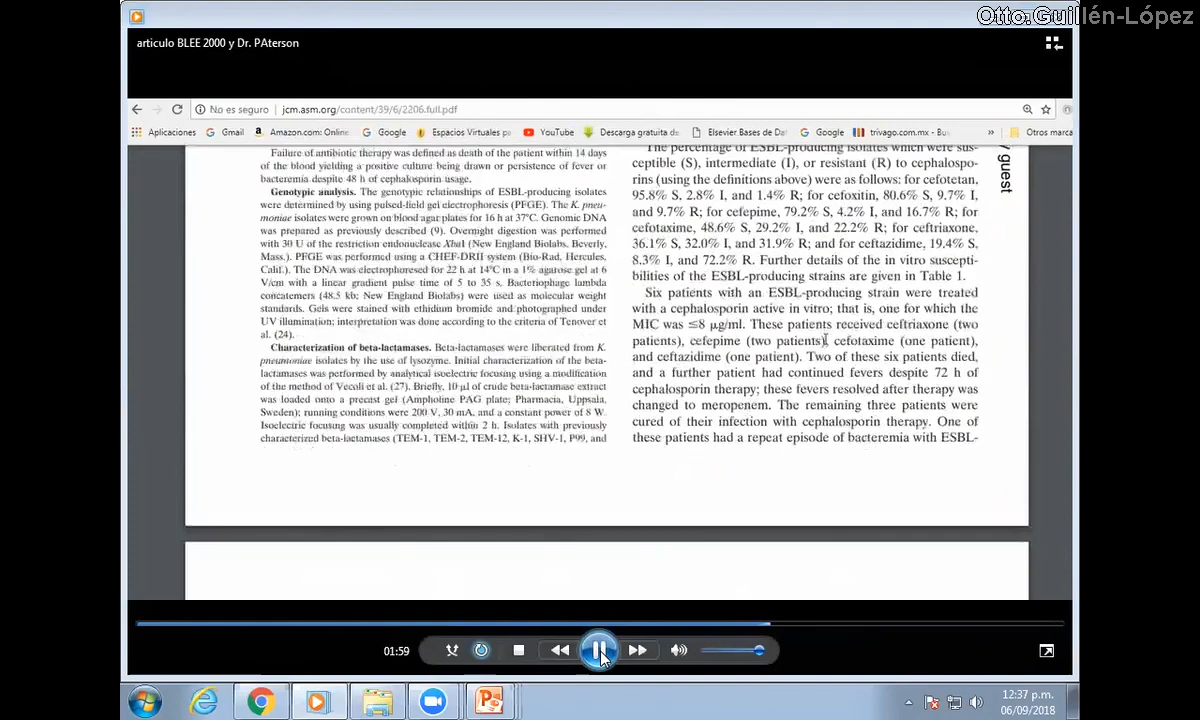 Otto.Guillén-López
articulo BLEE 2000 y Dr. PAterson
No es seguro | jcm.asm.org/content/39/6/2206.full.pdf
Aplicaciones Gmail Amazon.com: Online Google Espacios Virtuales pa YouTube Descarga gratuita de Elsevier Bases de Dat Google trivago.com.mx - Bu » Otros marca
Failure of antibiotic therapy was defined as death of the patient within 14 days
of the blood yielding a positive culture being drawn or persistence of fever or
bacteremia despite 48 h of cephalosporin usage.
Genotypic analysis. The genotypic relationships of ESBL-producing isolates
were determined by using pulsed-field gel electrophoresis (PFGE). The K. pneu-
moniae isolates were grown on blood agar plates for 16 h at 37°C. Genomic DNA
was prepared as previously described (9). Overnight digestion was performed
with 30 U of the restriction endonuclease XbaI (New England Biolabs, Beverly,
Mass.). PFGE was performed using a CHEF-DRII system (Bio-Rad, Hercules,
Calif.). The DNA was electrophoresed for 22 h at 14°C in a 1% agarose gel at 6
V/cm with a linear gradient pulse time of 5 to 35 s. Bacteriophage lambda
concatemers (48.5 kb; New England Biolabs) were used as molecular weight
standards. Gels were stained with ethidium bromide and photographed under
UV illumination; interpretation was done according to the criteria of Tenover et
al. (24).
Characterization of beta-lactamases. Beta-lactamases were liberated from K.
pneumoniae isolates by the use of lysozyme. Initial characterization of the beta-
lactamases was performed by analytical isoelectric focusing using a modification
of the method of Vecoli et al. (27). Briefly, 10 μl of crude beta-lactamase extract
was loaded onto a precast gel (Ampholine PAG plate; Pharmacia, Uppsala,
Sweden); running conditions were 200 V, 30 mA, and a constant power of 8 W.
Isoelectric focusing was usually completed within 2 h. Isolates with previously
characterized beta-lactamases (TEM-1, TEM-2, TEM-12, K-1, SHV-1, P99, and
The percentage of ESBL-producing isolates which were sus-
ceptible (S), intermediate (I), or resistant (R) to cephalospo-
rins (using the definitions above) were as follows: for cefotetan,
95.8% S, 2.8% I, and 1.4% R; for cefoxitin, 80.6% S, 9.7% I,
and 9.7% R; for cefepime, 79.2% S, 4.2% I, and 16.7% R; for
cefotaxime, 48.6% S, 29.2% I, and 22.2% R; for ceftriaxone,
36.1% S, 32.0% I, and 31.9% R; and for ceftazidime, 19.4% S,
8.3% I, and 72.2% R. Further details of the in vitro suscepti-
bilities of the ESBL-producing strains are given in Table 1.
Six patients with an ESBL-producing strain were treated
with a cephalosporin active in vitro; that is, one for which the
MIC was ≤8 μg/ml. These patients received ceftriaxone (two
patients), cefepime (two patients), cefotaxime (one patient),
and ceftazidime (one patient). Two of these six patients died,
and a further patient had continued fevers despite 72 h of
cephalosporin therapy; these fevers resolved after therapy was
changed to meropenem. The remaining three patients were
cured of their infection with cephalosporin therapy. One of
these patients had a repeat episode of bacteremia with ESBL-
y guest
01:59
12:37 p.m.
06/09/2018